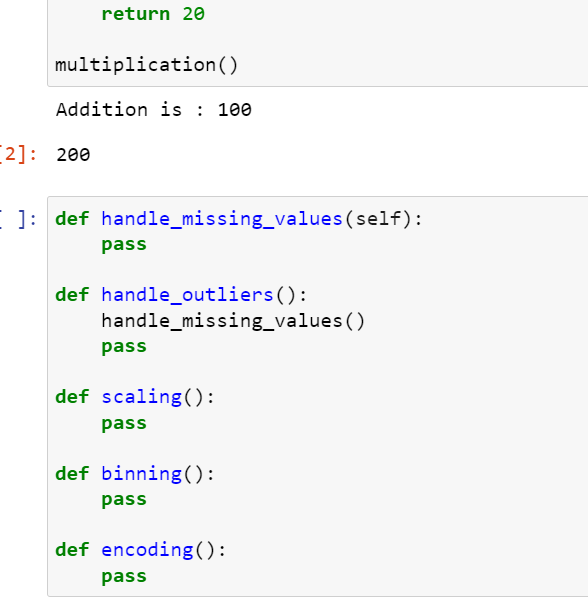 return 20
multiplication()
Addition is : 100
[2]: 200
[ ]: def handle_missing_values(self):
    pass
def handle_outliers():
    handle_missing_values()
    pass
def scaling():
    pass
def binning():
    pass
def encoding():
    pass